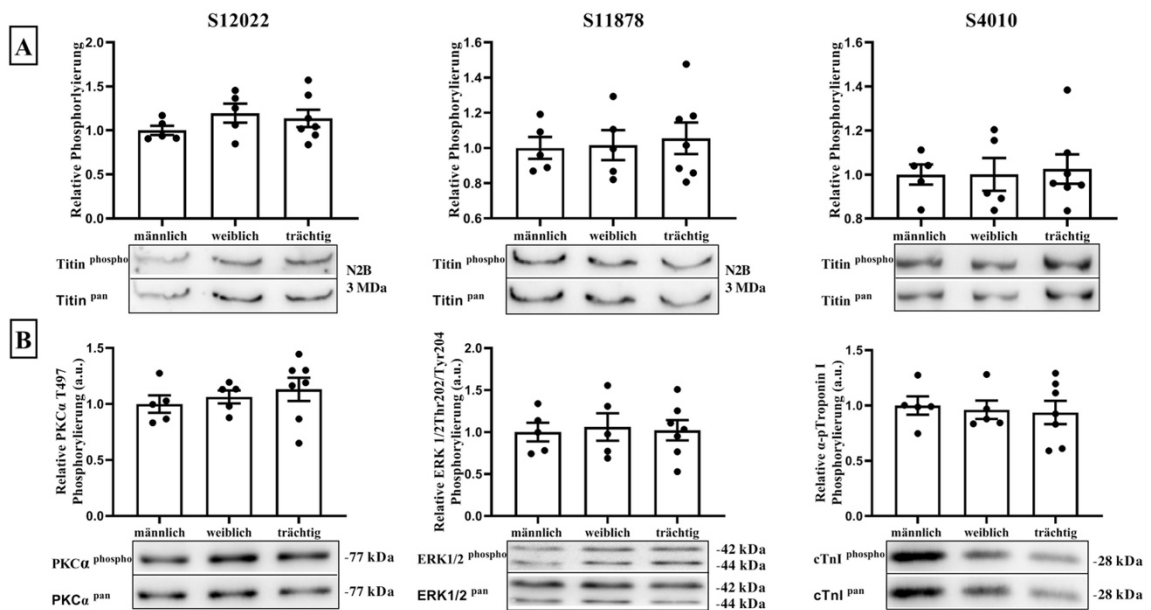 A
S12022
Relative Phosphorylierung
2.0
1.5
1.0
0.5
0.0
männlich weiblich trächtig
Titin phospho
Titin pan
N2B
3 MDa
S11878
Relative Phosphorylierung
1.6
1.4
1.2
1.0
0.8
0.6
männlich weiblich trächtig
Titin phospho
Titin pan
N2B
3 MDa
S4010
Relative Phosphorylierung
1.6
1.4
1.2
1.0
0.8
männlich weiblich trächtig
Titin phospho
Titin pan
B
Relative PKCα T497
Phosphorylierung (a.u.)
1.5
1.0
0.5
0.0
männlich weiblich trächtig
PKCα phospho
-77 kDa
PKCα pan
-77 kDa
Relative ERK 1/2Thr202/Tyr204
Phosphorylierung (a.u.)
2.0
1.5
1.0
0.5
0.0
männlich weiblich trächtig
ERK1/2 phospho
-42 kDa
-44 kDa
ERK1/2 pan
-42 kDa
-44 kDa
Relative α-pTroponin I
Phosphorylierung (a.u.)
1.5
1.0
0.5
0.0
männlich weiblich trächtig
cTnI phospho
-28 kDa
cTnI pan
-28 kDa